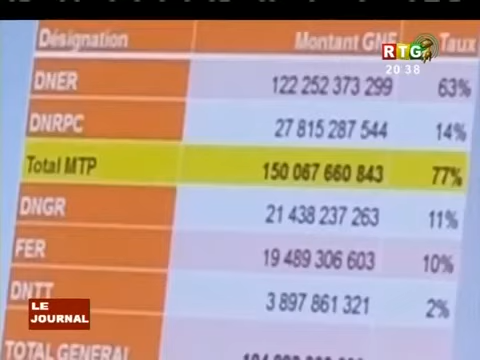 Désignation Montant GNF Taux
RTG
20:38
DNER 122 252 373 299 63%
DNRPC 27 815 287 544 14%
Total MTP 150 067 660 843 77%
DNGR 21 438 237 263 11%
FER 19 489 306 603 10%
DNTT 3 897 861 321 2%
LE
JOURNAL
TOTAL GENERAL